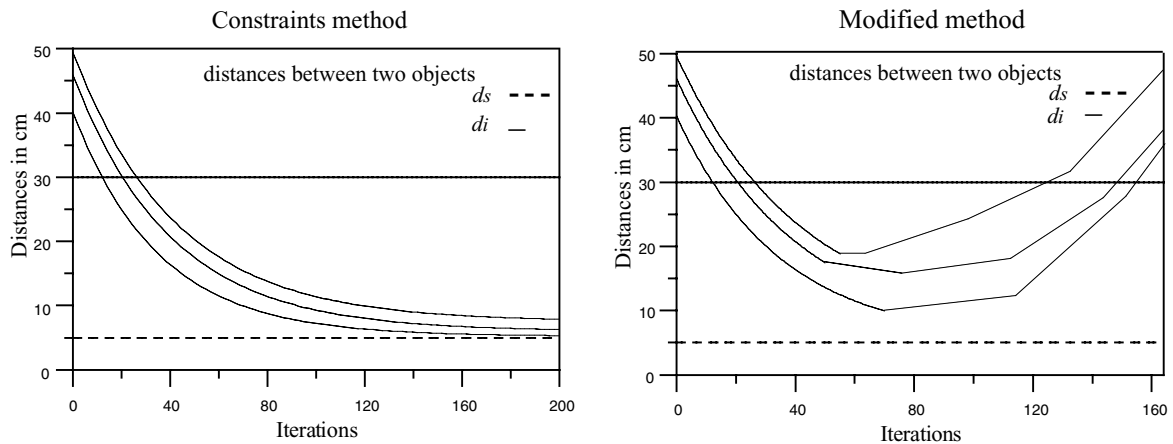 Constraints method
50
40
30
20
10
0
Distances in cm
distances between two objects
ds
di
0
40
80
120
160
200
Iterations
Modified method
50
40
30
20
10
0
Distances in cm
distances between two objects
ds
di
0
40
80
120
160
Iterations